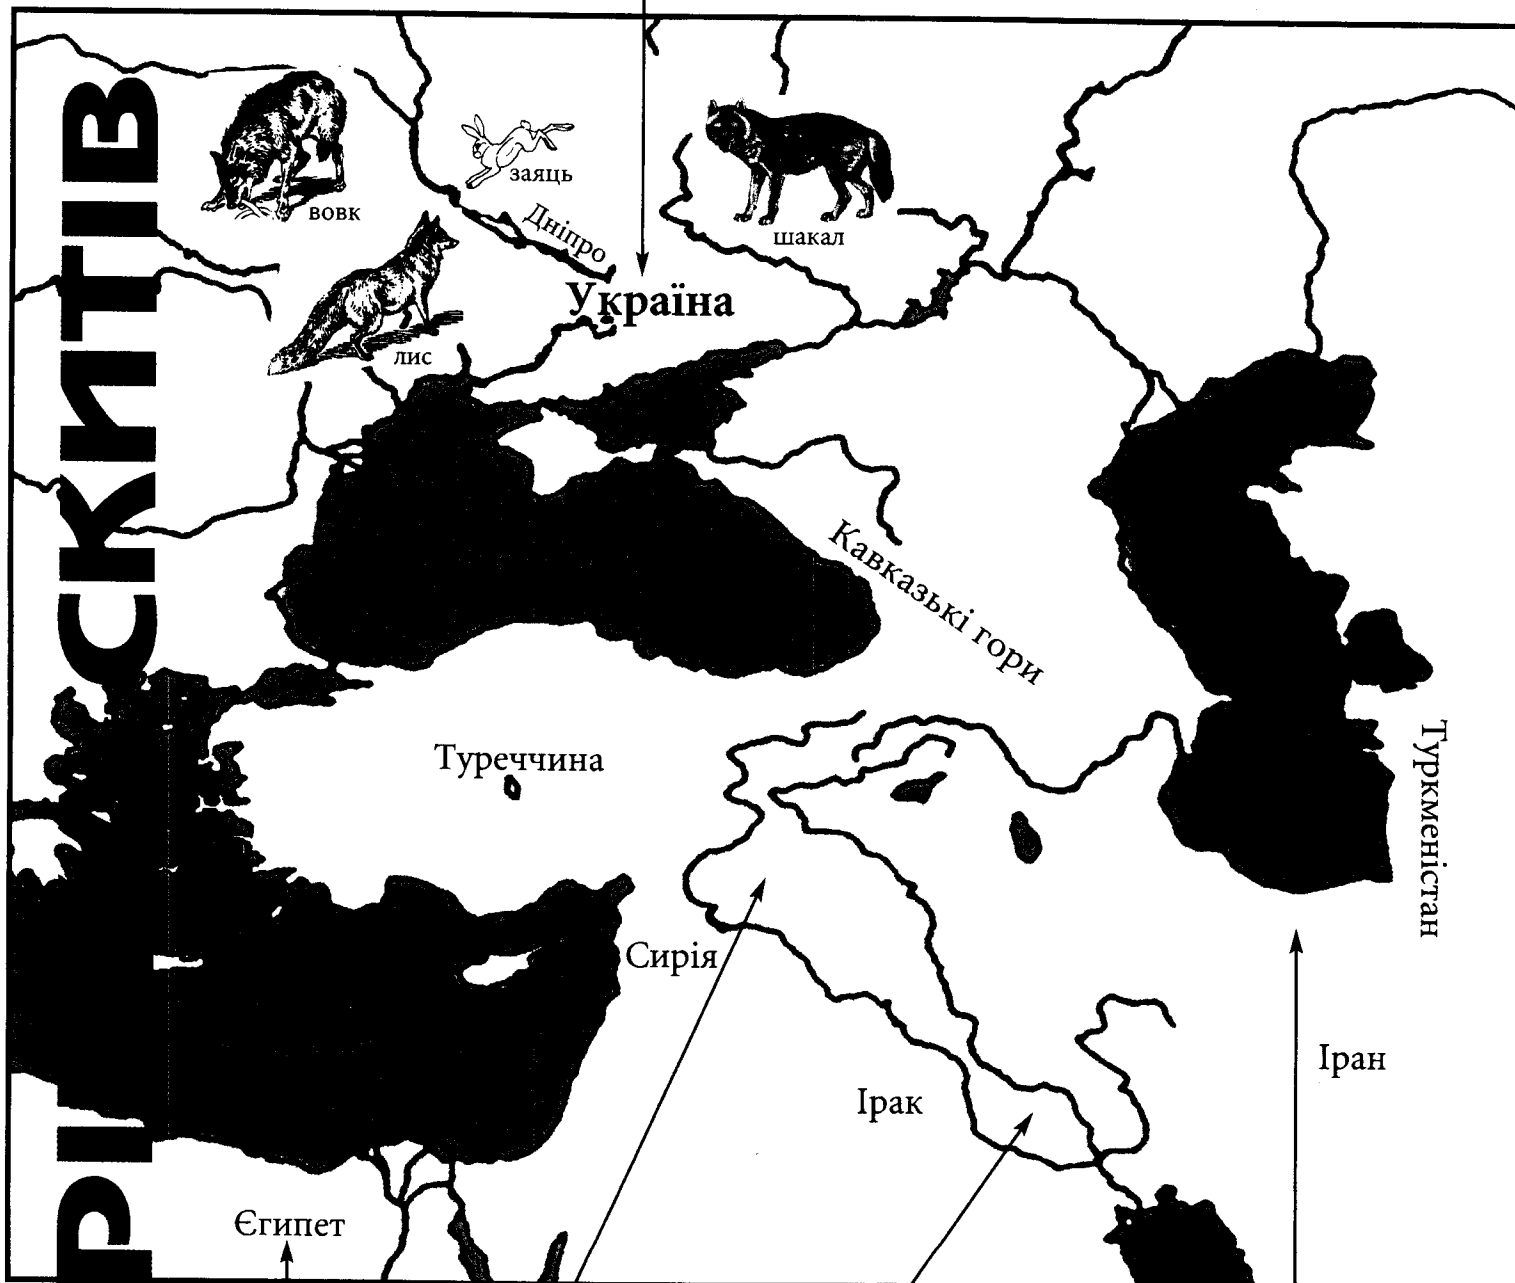 РІ СКИТІВ
вовк
заяць
Дніпро
шакал
Україна
лис
Кавказькі гори
Туреччина
Туркменістан
Сирія
Іран
Ірак
Єгипет